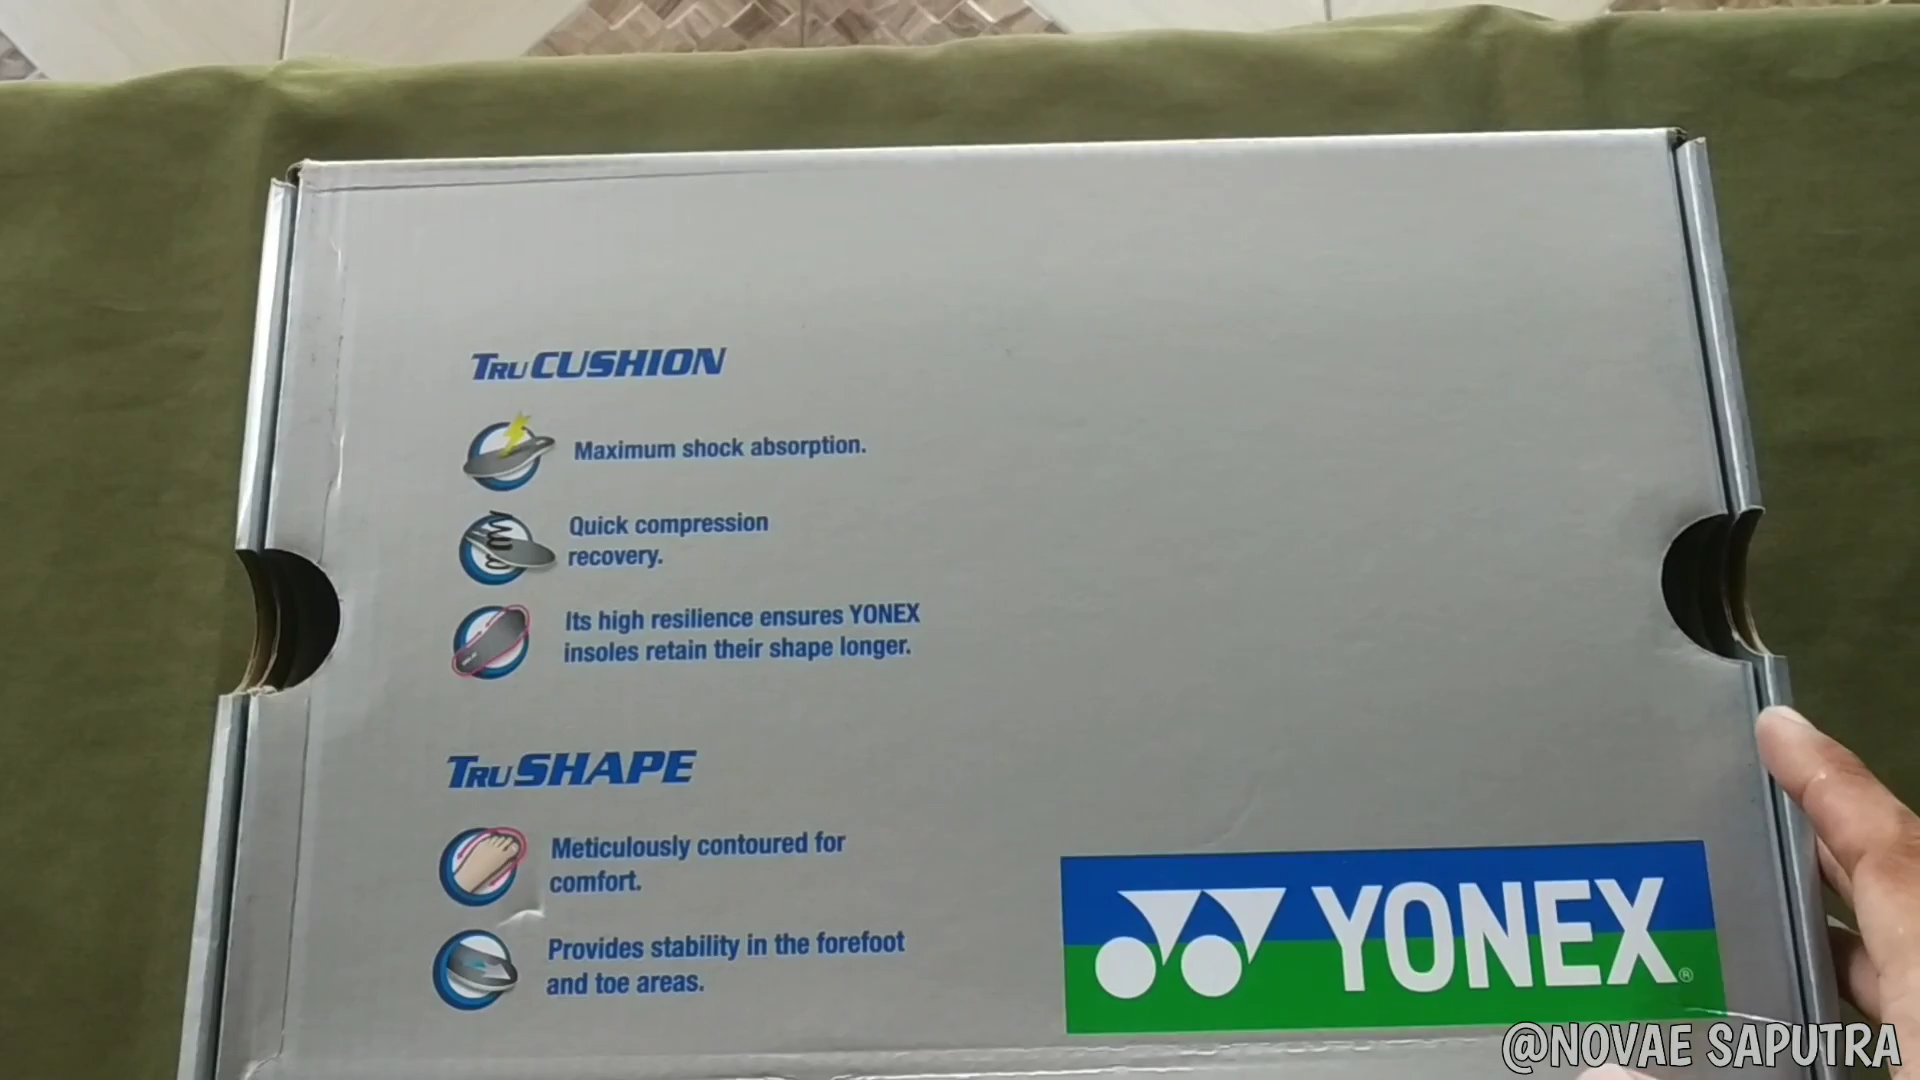 TRUCUSHION
Maximum shock absorption.
Quick compression
recovery.
Its high resilience ensures YONEX
insoles retain their shape longer.
TRUSHAPE
Meticulously contoured for
comfort.
Provides stability in the forefoot
and toe areas.
YONEX®
@NOVAE SAPUTRA